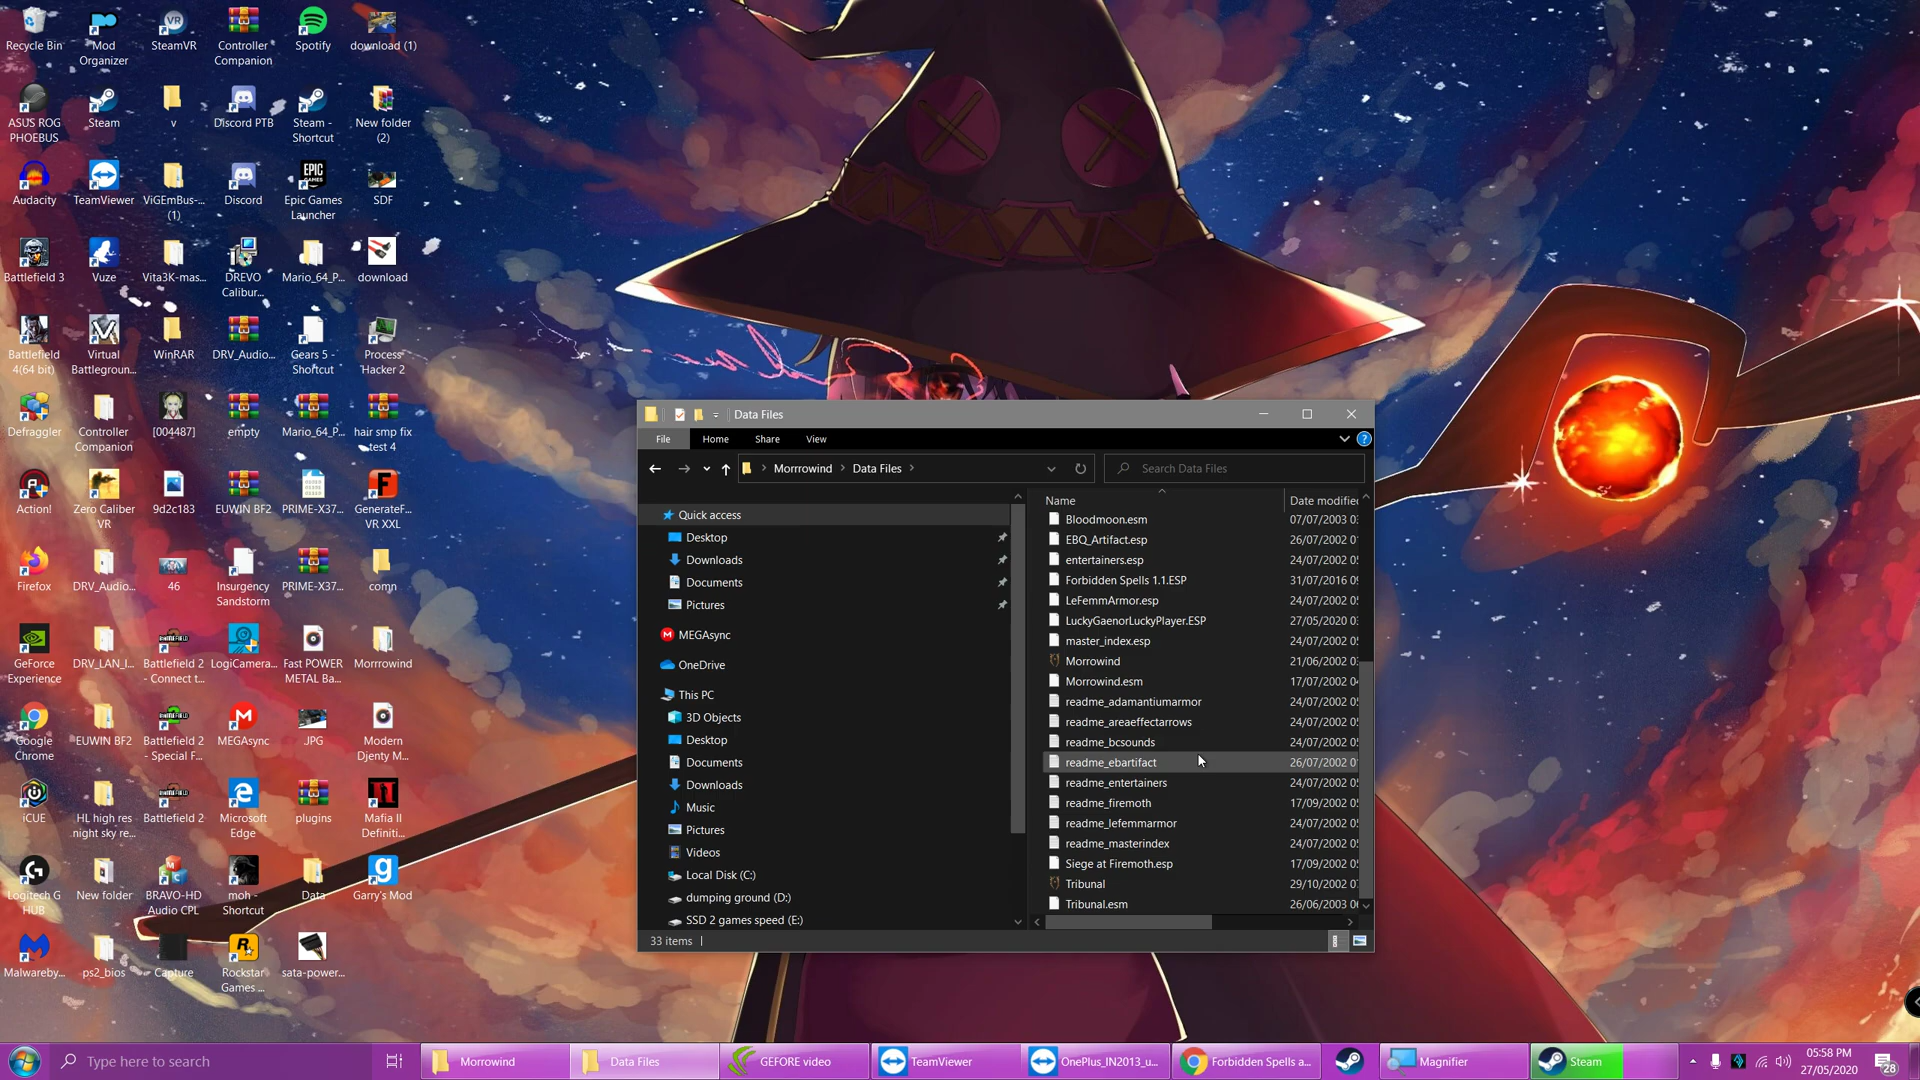 Recycle Bin
Mod Organizer
SteamVR
Controller Companion
Spotify
download (1)
ASUS ROG PHOEBUS
Steam
v
Discord PTB
Steam - Shortcut
New folder (2)
Audacity
TeamViewer
ViGEmBus-... (1)
Discord
Epic Games Launcher
SDF
Battlefield 3
Vuze
Vita3K-mas...
DREVO Calibur...
Mario_64_P...
download
Battlefield 4(64 bit)
Virtual Battlegroun...
WinRAR
DRV_Audio...
Gears 5 - Shortcut
Process Hacker 2
Defraggler
Controller Companion
[004487]
empty
Mario_64_P...
hair smp fix test 4
Action!
Zero Caliber VR
9d2c183
EUWIN BF2
PRIME-X37...
GenerateF... VR XXL
Firefox
DRV_Audio...
46
Insurgency Sandstorm
PRIME-X37...
comn
GeForce Experience
DRV_LAN_I...
Battlefield 2 - Connect t...
LogiCamera...
Fast POWER METAL Ba...
Morrrowind
Google Chrome
EUWIN BF2
Battlefield 2 - Special F...
MEGAsync
JPG
Modern Djenty M...
iCUE
HL high res night sky re...
Battlefield 2
Microsoft Edge
plugins
Mafia II Definiti...
Logitech G HUB
New folder
BRAVO-HD Audio CPL
moh - Shortcut
Data
Garry's Mod
Malwareby...
ps2_bios
Capture
Rockstar Games ...
sata-power...
Data Files
File
Home
Share
View
Morrrowind
Data Files
Search Data Files
Quick access
Desktop
Downloads
Documents
Pictures
MEGAsync
OneDrive
This PC
3D Objects
Desktop
Documents
Downloads
Music
Pictures
Videos
Local Disk (C:)
dumping ground (D:)
SSD 2 games speed (E:)
Name Date modified
Bloodmoon.esm 07/07/2003
EBQ_Artifact.esp 26/07/2002
entertainers.esp 24/07/2002
Forbidden Spells 1.1.ESP 31/07/2016
LeFemmArmor.esp 24/07/2002
LuckyGaenorLuckyPlayer.ESP 27/05/2020
master_index.esp 24/07/2002
Morrowind 21/06/2002
Morrowind.esm 17/07/2002
readme_adamantiumarmor 24/07/2002
readme_areaeffectarrows 24/07/2002
readme_bcsounds 24/07/2002
readme_ebartifact 26/07/2002
readme_entertainers 24/07/2002
readme_firemoth 17/09/2002
readme_lefemmarmor 24/07/2002
readme_masterindex 24/07/2002
Siege at Firemoth.esp 17/09/2002
Tribunal 29/10/2002
Tribunal.esm 26/06/2003
33 items
Type here to search
Morrowind
Data Files
GEFORE video
TeamViewer
OnePlus_IN2013_u...
Forbidden Spells a...
Magnifier
Steam
05:58 PM
27/05/2020
28